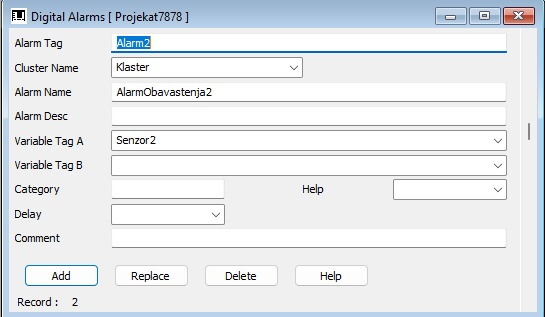 Digital Alarms [ Projekat7878 ]
Alarm Tag Alarm2
Cluster Name Klaster
Alarm Name AlarmObavastenja2
Alarm Desc
Variable Tag A Senzor2
Variable Tag B
Category Help
Delay
Comment
Add Replace Delete Help
Record : 2